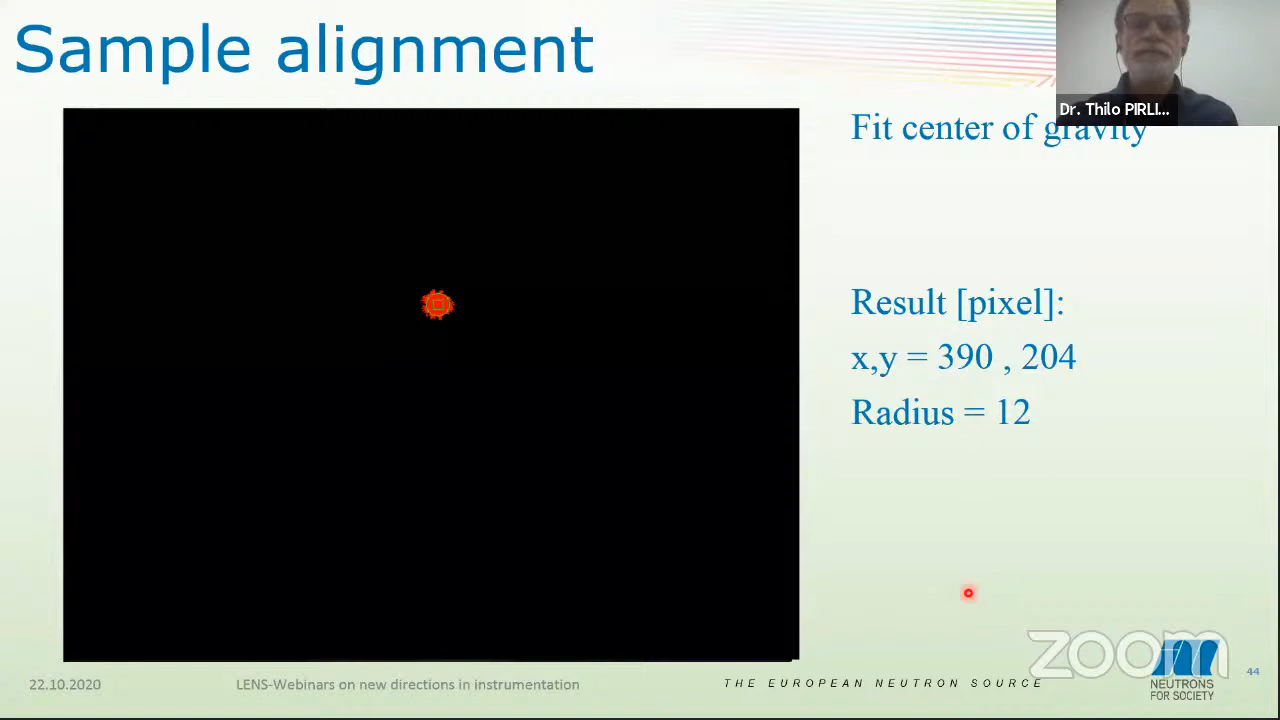 Sample alignment
Dr. Thilo PIRLI...
Fit center of gravity
Result [pixel]:
x,y = 390 , 204
Radius = 12
zoom
22.10.2020
LENS-Webinars on new directions in instrumentation
THE EUROPEAN NEUTRON SOURCE
NEUTRONS
FOR SOCIETY
44